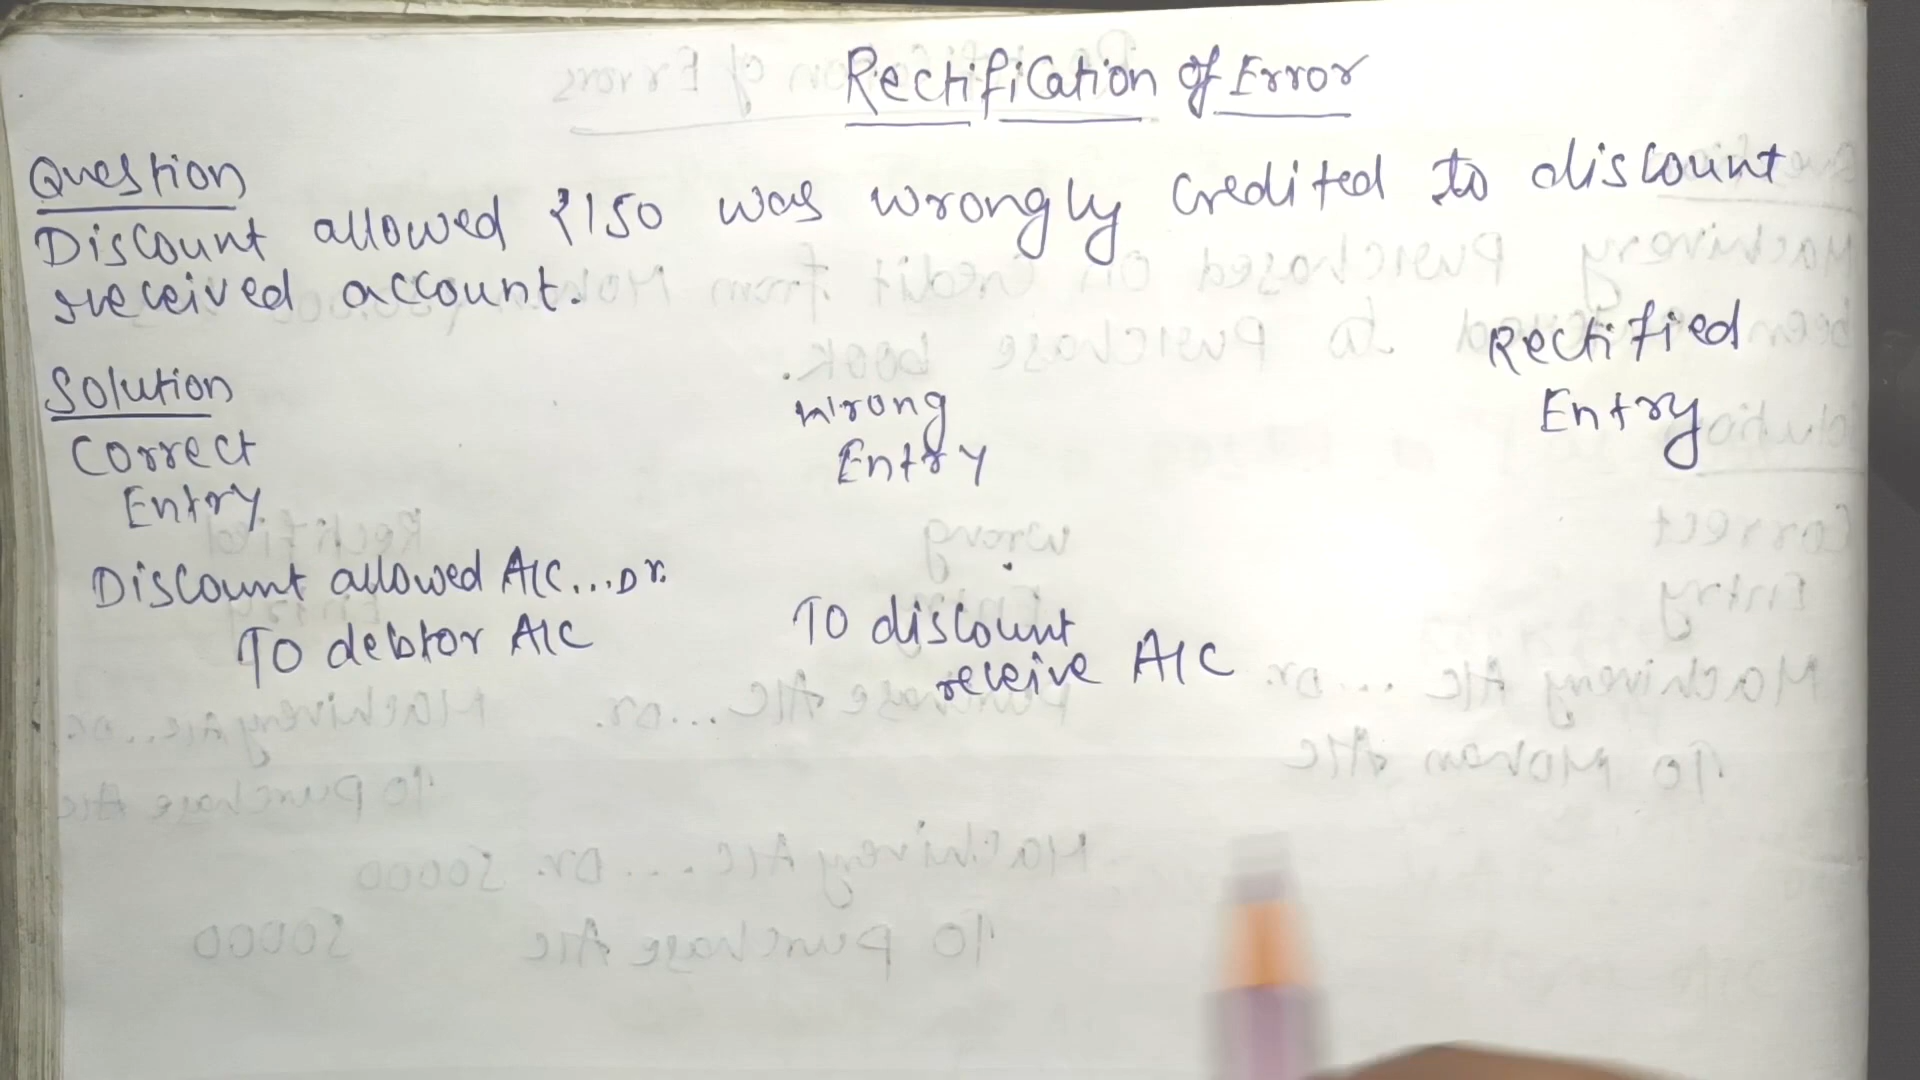 Rectification of Error
Question
Discount allowed ₹150 was wrongly credited to discount
received account.
Solution
Correct
Entry
Wrong
Entry
Rectified
Entry
Discount allowed A/C...Dr.
To debtor A/C
To discount
receive A/C